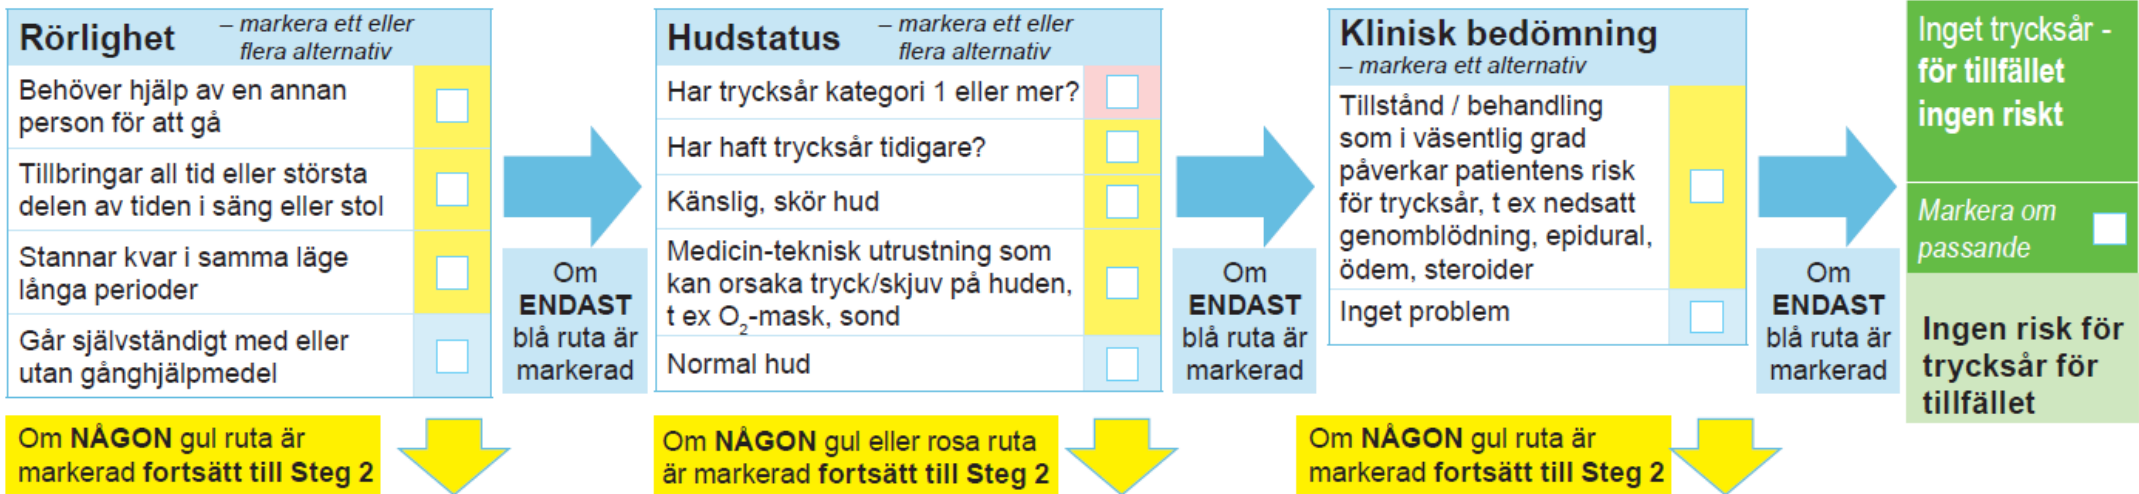 Rörlighet – markera ett eller
flera alternativ
Behöver hjälp av en annan
person för att gå
Tillbringar all tid eller största
delen av tiden i säng eller stol
Stannar kvar i samma läge
långa perioder
Går självständigt med eller
utan gånghjälpmedel
Om NÅGON gul ruta är
markerad fortsätt till Steg 2
Om
ENDAST
blå ruta är
markerad
Hudstatus – markera ett eller
flera alternativ
Har trycksår kategori 1 eller mer?
Har haft trycksår tidigare?
Känslig, skör hud
Medicin-teknisk utrustning som
kan orsaka tryck/skjuv på huden,
t ex O₂-mask, sond
Normal hud
Om NÅGON gul eller rosa ruta
är markerad fortsätt till Steg 2
Om
ENDAST
blå ruta är
markerad
Klinisk bedömning
– markera ett alternativ
Tillstånd / behandling
som i väsentlig grad
påverkar patientens risk
för trycksår, t ex nedsatt
genomblödning, epidural,
ödem, steroider
Inget problem
Om NÅGON gul ruta är
markerad fortsätt till Steg 2
Om
ENDAST
blå ruta är
markerad
Inget trycksår -
för tillfället
ingen riskt
Markera om
passande
Ingen risk för
trycksår för
tillfället